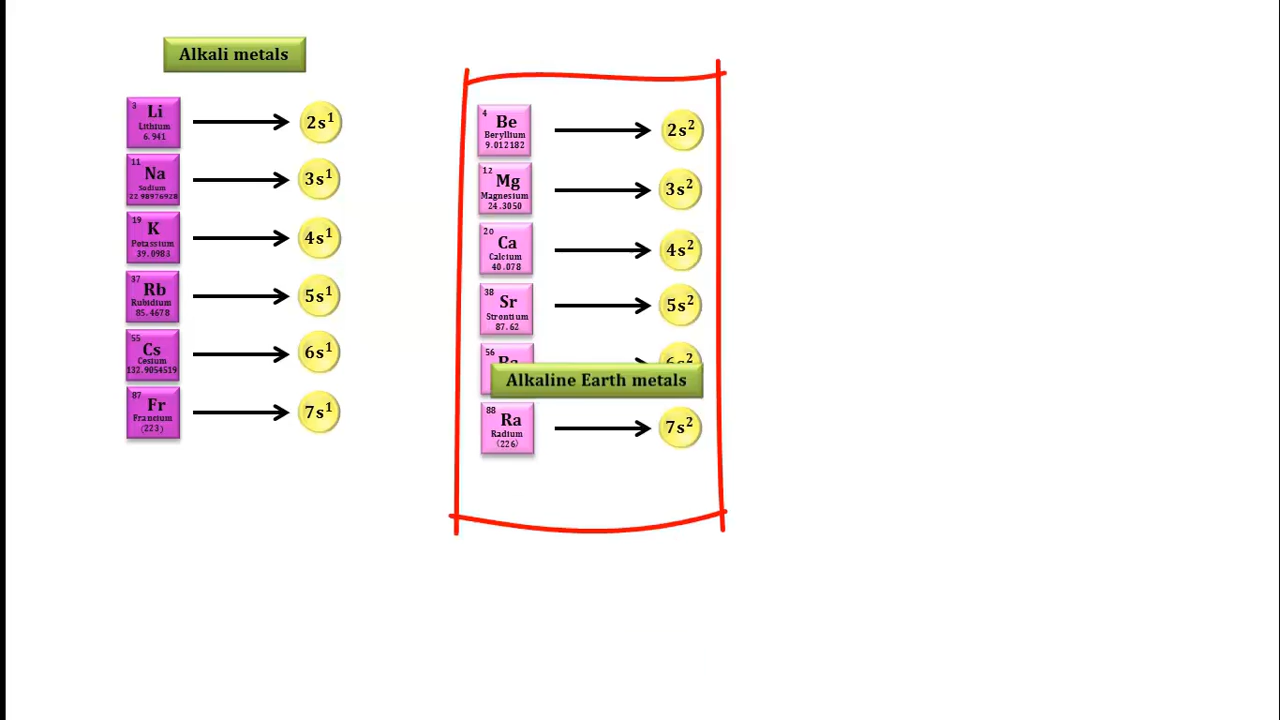 Alkali metals
3
Li
Lithium
6.941
2s¹
11
Na
Sodium
22.98976928
3s¹
19
K
Potassium
39.0983
4s¹
37
Rb
Rubidium
85.4678
5s¹
55
Cs
Cesium
132.9054519
6s¹
87
Fr
Francium
(223)
7s¹
4
Be
Beryllium
9.012182
2s²
12
Mg
Magnesium
24.3050
3s²
20
Ca
Calcium
40.078
4s²
38
Sr
Strontium
87.62
5s²
56
Ba
6s²
Alkaline Earth metals
88
Ra
Radium
(226)
7s²